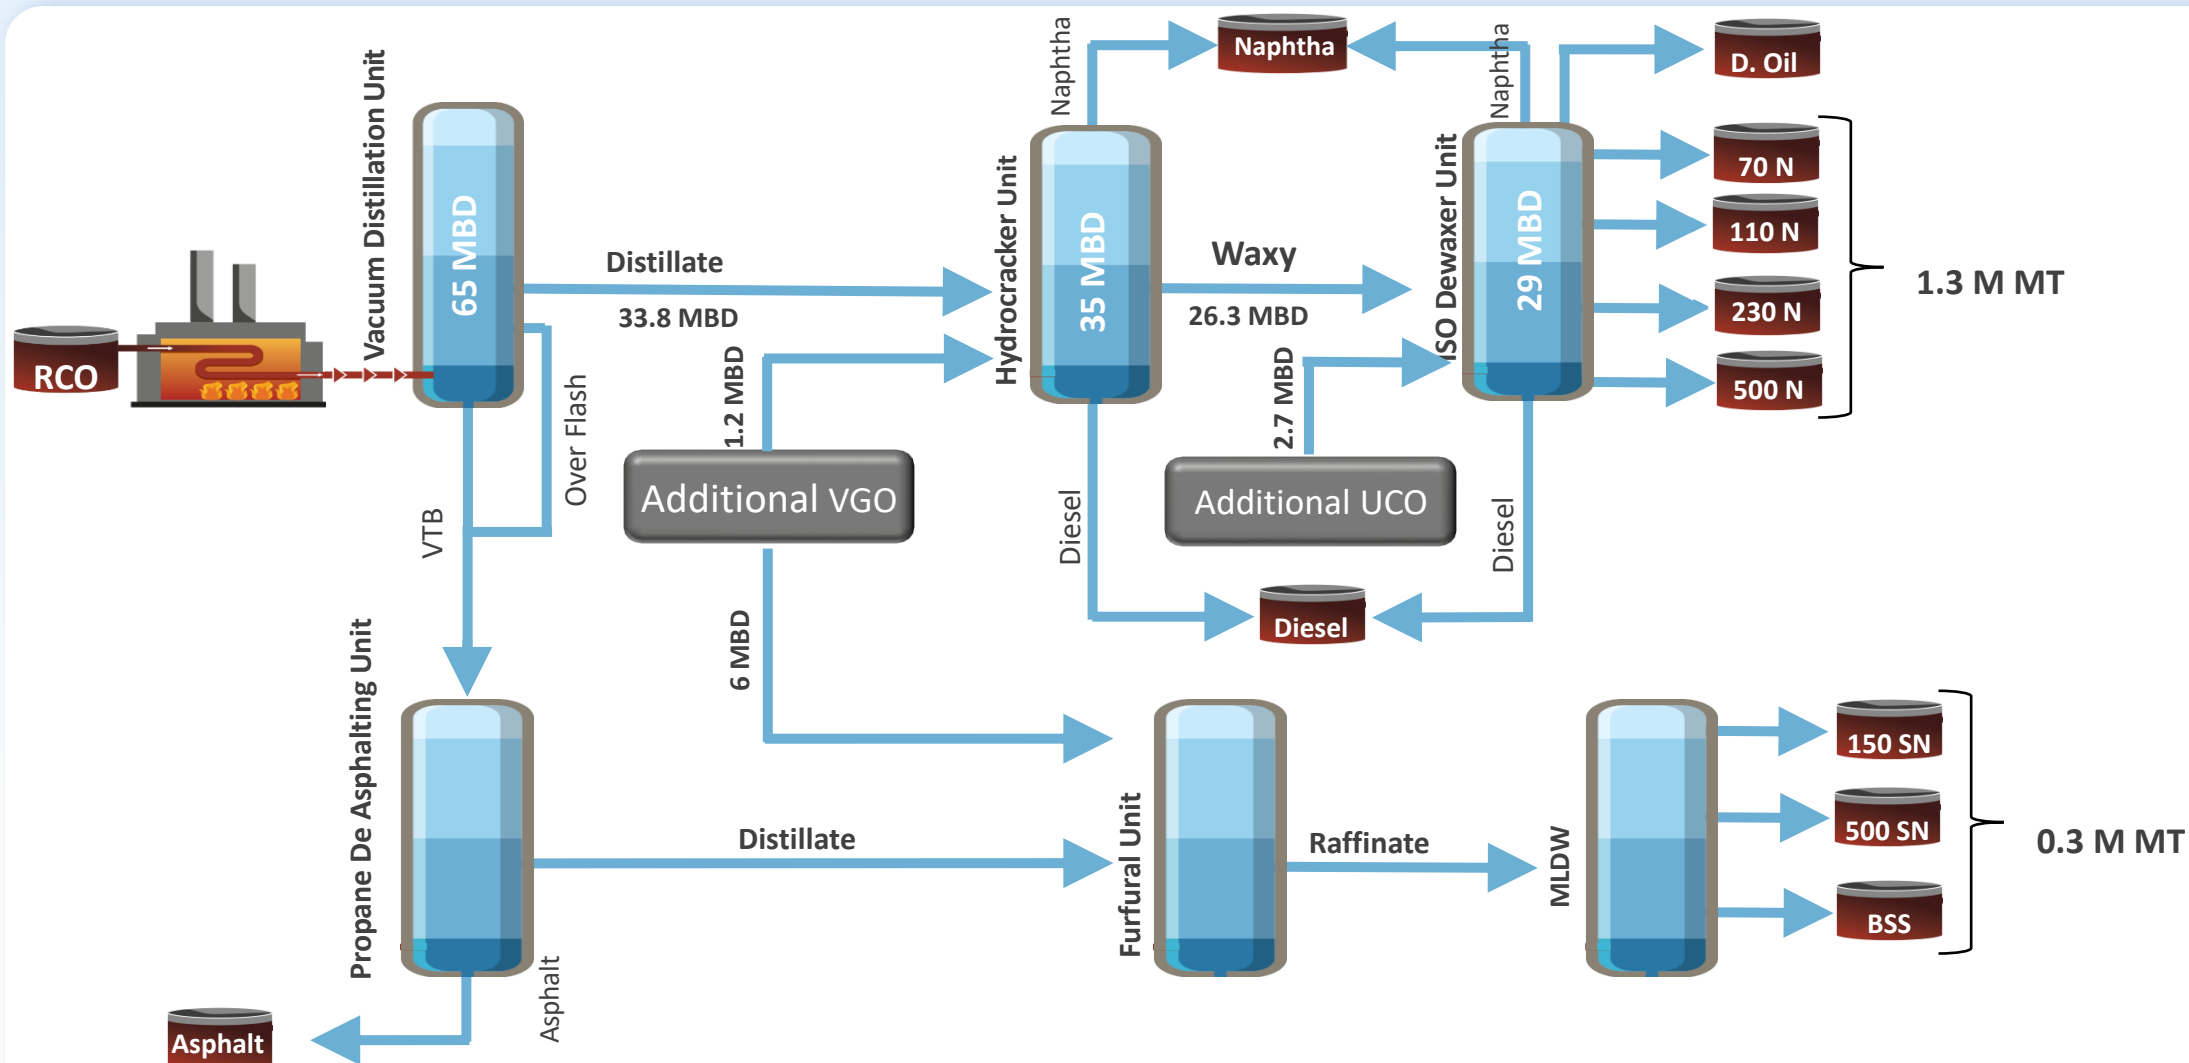 Naphtha
Naphtha
Naphtha
D. Oil
Vacuum Distillation Unit
65 MBD
Hydrocracker Unit
35 MBD
ISO Dewaxer Unit
29 MBD
70 N
110 N
230 N
500 N
1.3 M MT
Distillate
33.8 MBD
Waxy
26.3 MBD
RCO
Over Flash
VTB
1.2 MBD
Additional VGO
6 MBD
2.7 MBD
Additional UCO
Diesel
Diesel
Diesel
Propane De Asphalting Unit
Distillate
Furfural Unit
Raffinate
MLDW
150 SN
500 SN
BSS
0.3 M MT
Asphalt
Asphalt